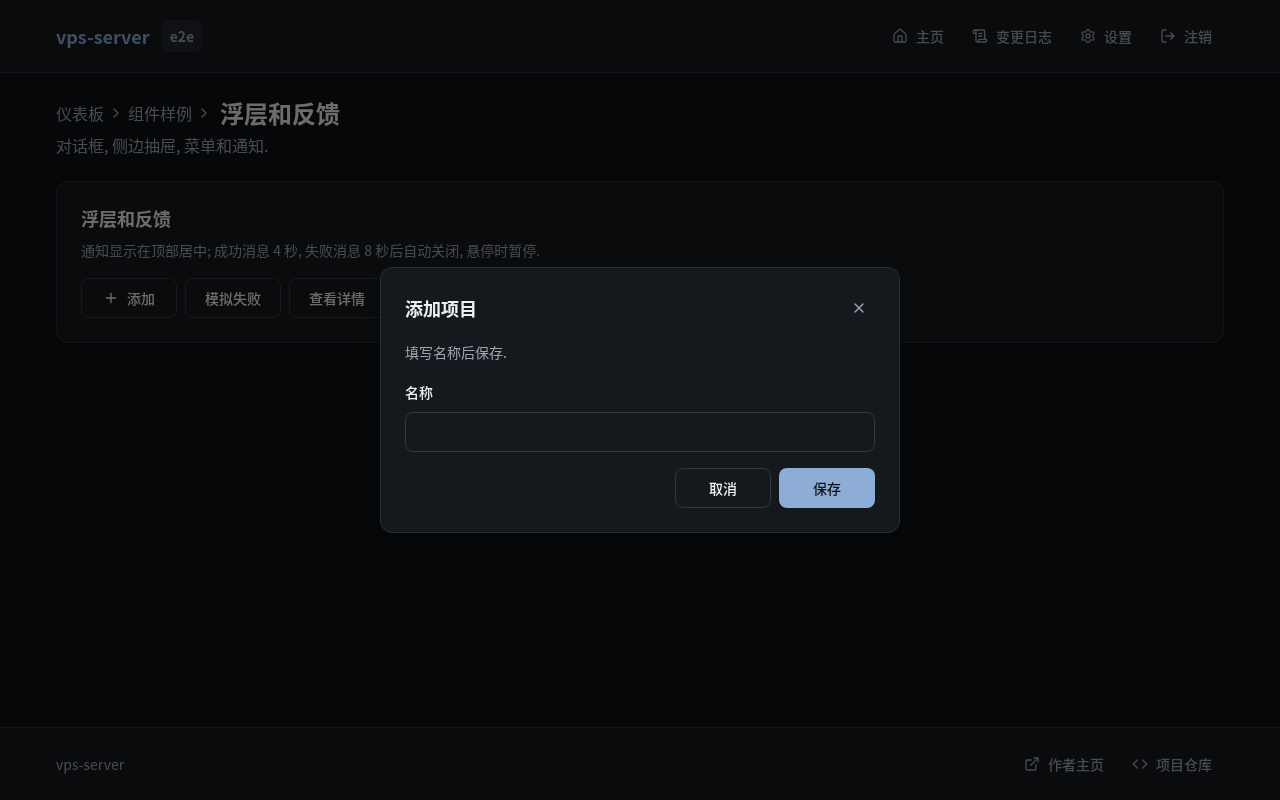 vps-server e2e 主页 变更日志 设置 注销
仪表板 组件样例 浮层和反馈
对话框, 侧边抽屉, 菜单和通知.
浮层和反馈
通知显示在顶部居中; 成功消息 4 秒, 失败消息 8 秒后自动关闭, 悬停时暂停.
添加 模拟失败 查看详情
添加项目
填写名称后保存.
名称
取消 保存
vps-server 作者主页 项目仓库